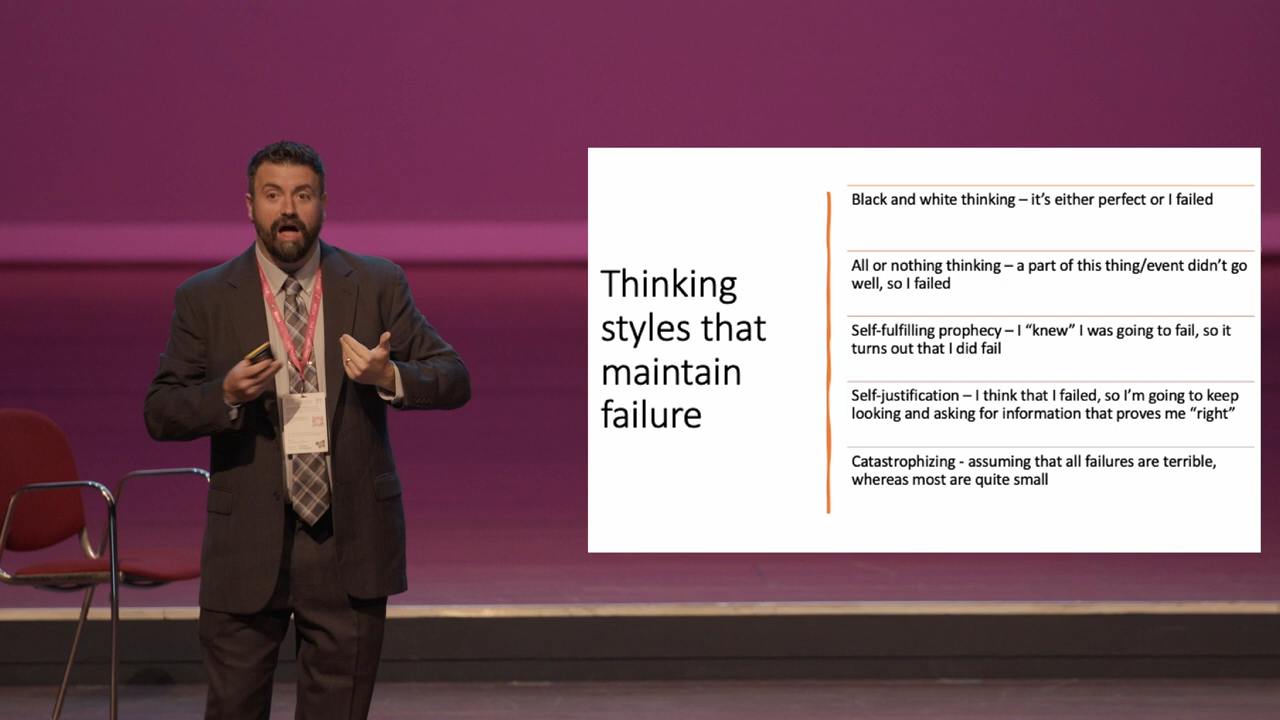 Thinking
styles that
maintain
failure
Black and white thinking – it’s either perfect or I failed
All or nothing thinking – a part of this thing/event didn’t go
well, so I failed
Self-fulfilling prophecy – I “knew” I was going to fail, so it
turns out that I did fail
Self-justification – I think that I failed, so I’m going to keep
looking and asking for information that proves me “right”
Catastrophizing - assuming that all failures are terrible,
whereas most are quite small